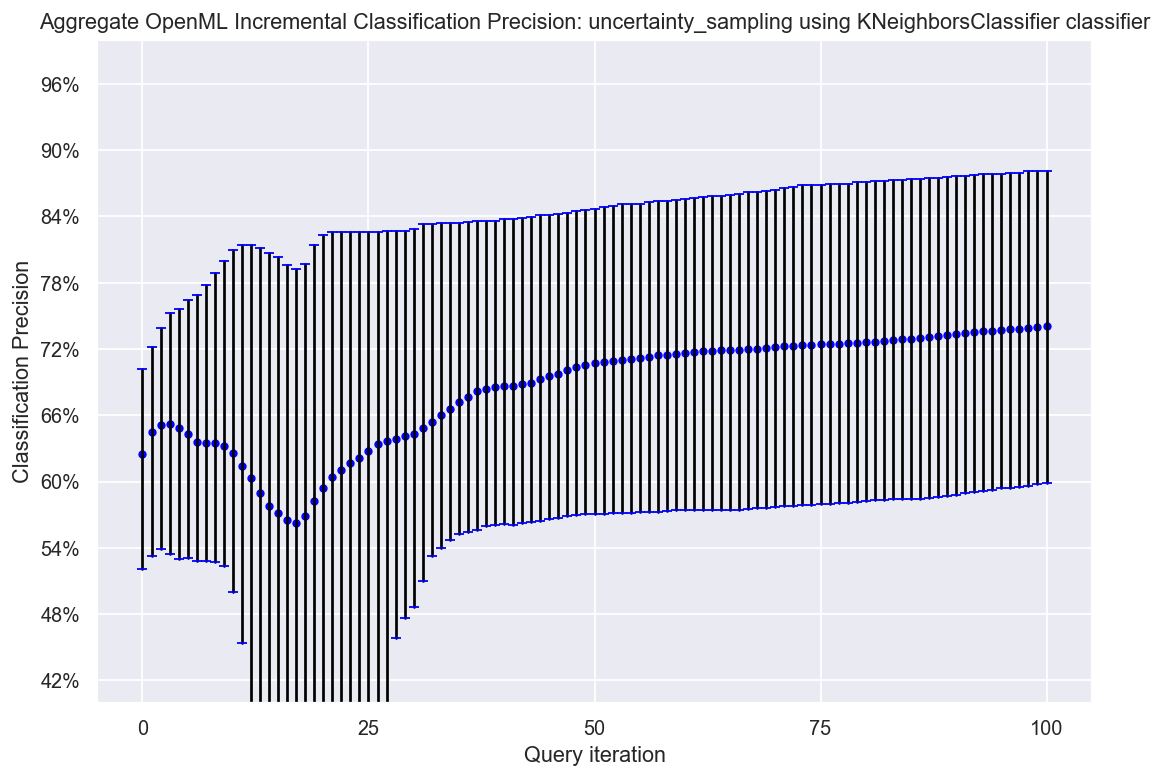 Aggregate OpenML Incremental Classification Precision: uncertainty_sampling using KNeighborsClassifier classifier
96%
90%
84%
78%
72%
66%
60%
54%
48%
42%
Classification Precision
0 25 50 75 100
Query iteration